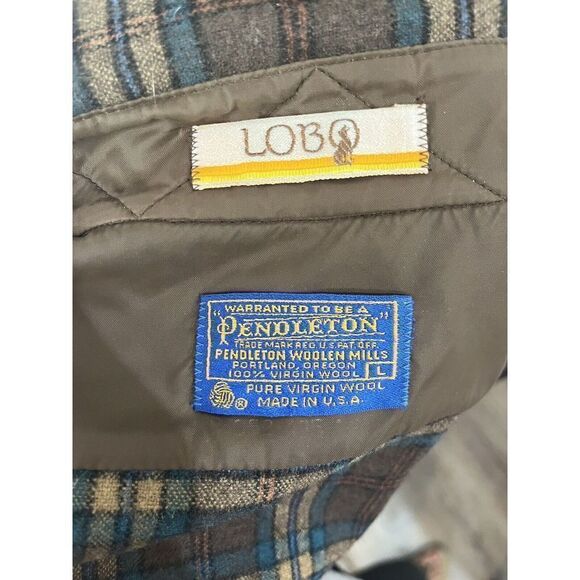 LOBO
WARRANTED TO BE A
"PENDLETON"
TRADE MARK REG. U.S. PAT. OFF.
PENDLETON WOOLEN MILLS
PORTLAND, OREGON
100% VIRGIN WOOL L
PURE VIRGIN WOOL
® MADE IN U.S.A.